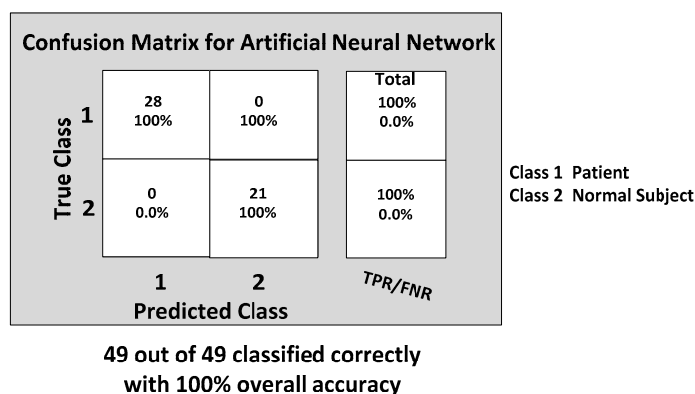 Confusion Matrix for Artificial Neural Network
Total
28
100%
0
100%
100%
0.0%
1
True Class
0
0.0%
21
100%
100%
0.0%
2
1
2
TPR/FNR
Predicted Class
Class 1 Patient
Class 2 Normal Subject
49 out of 49 classified correctly
with 100% overall accuracy